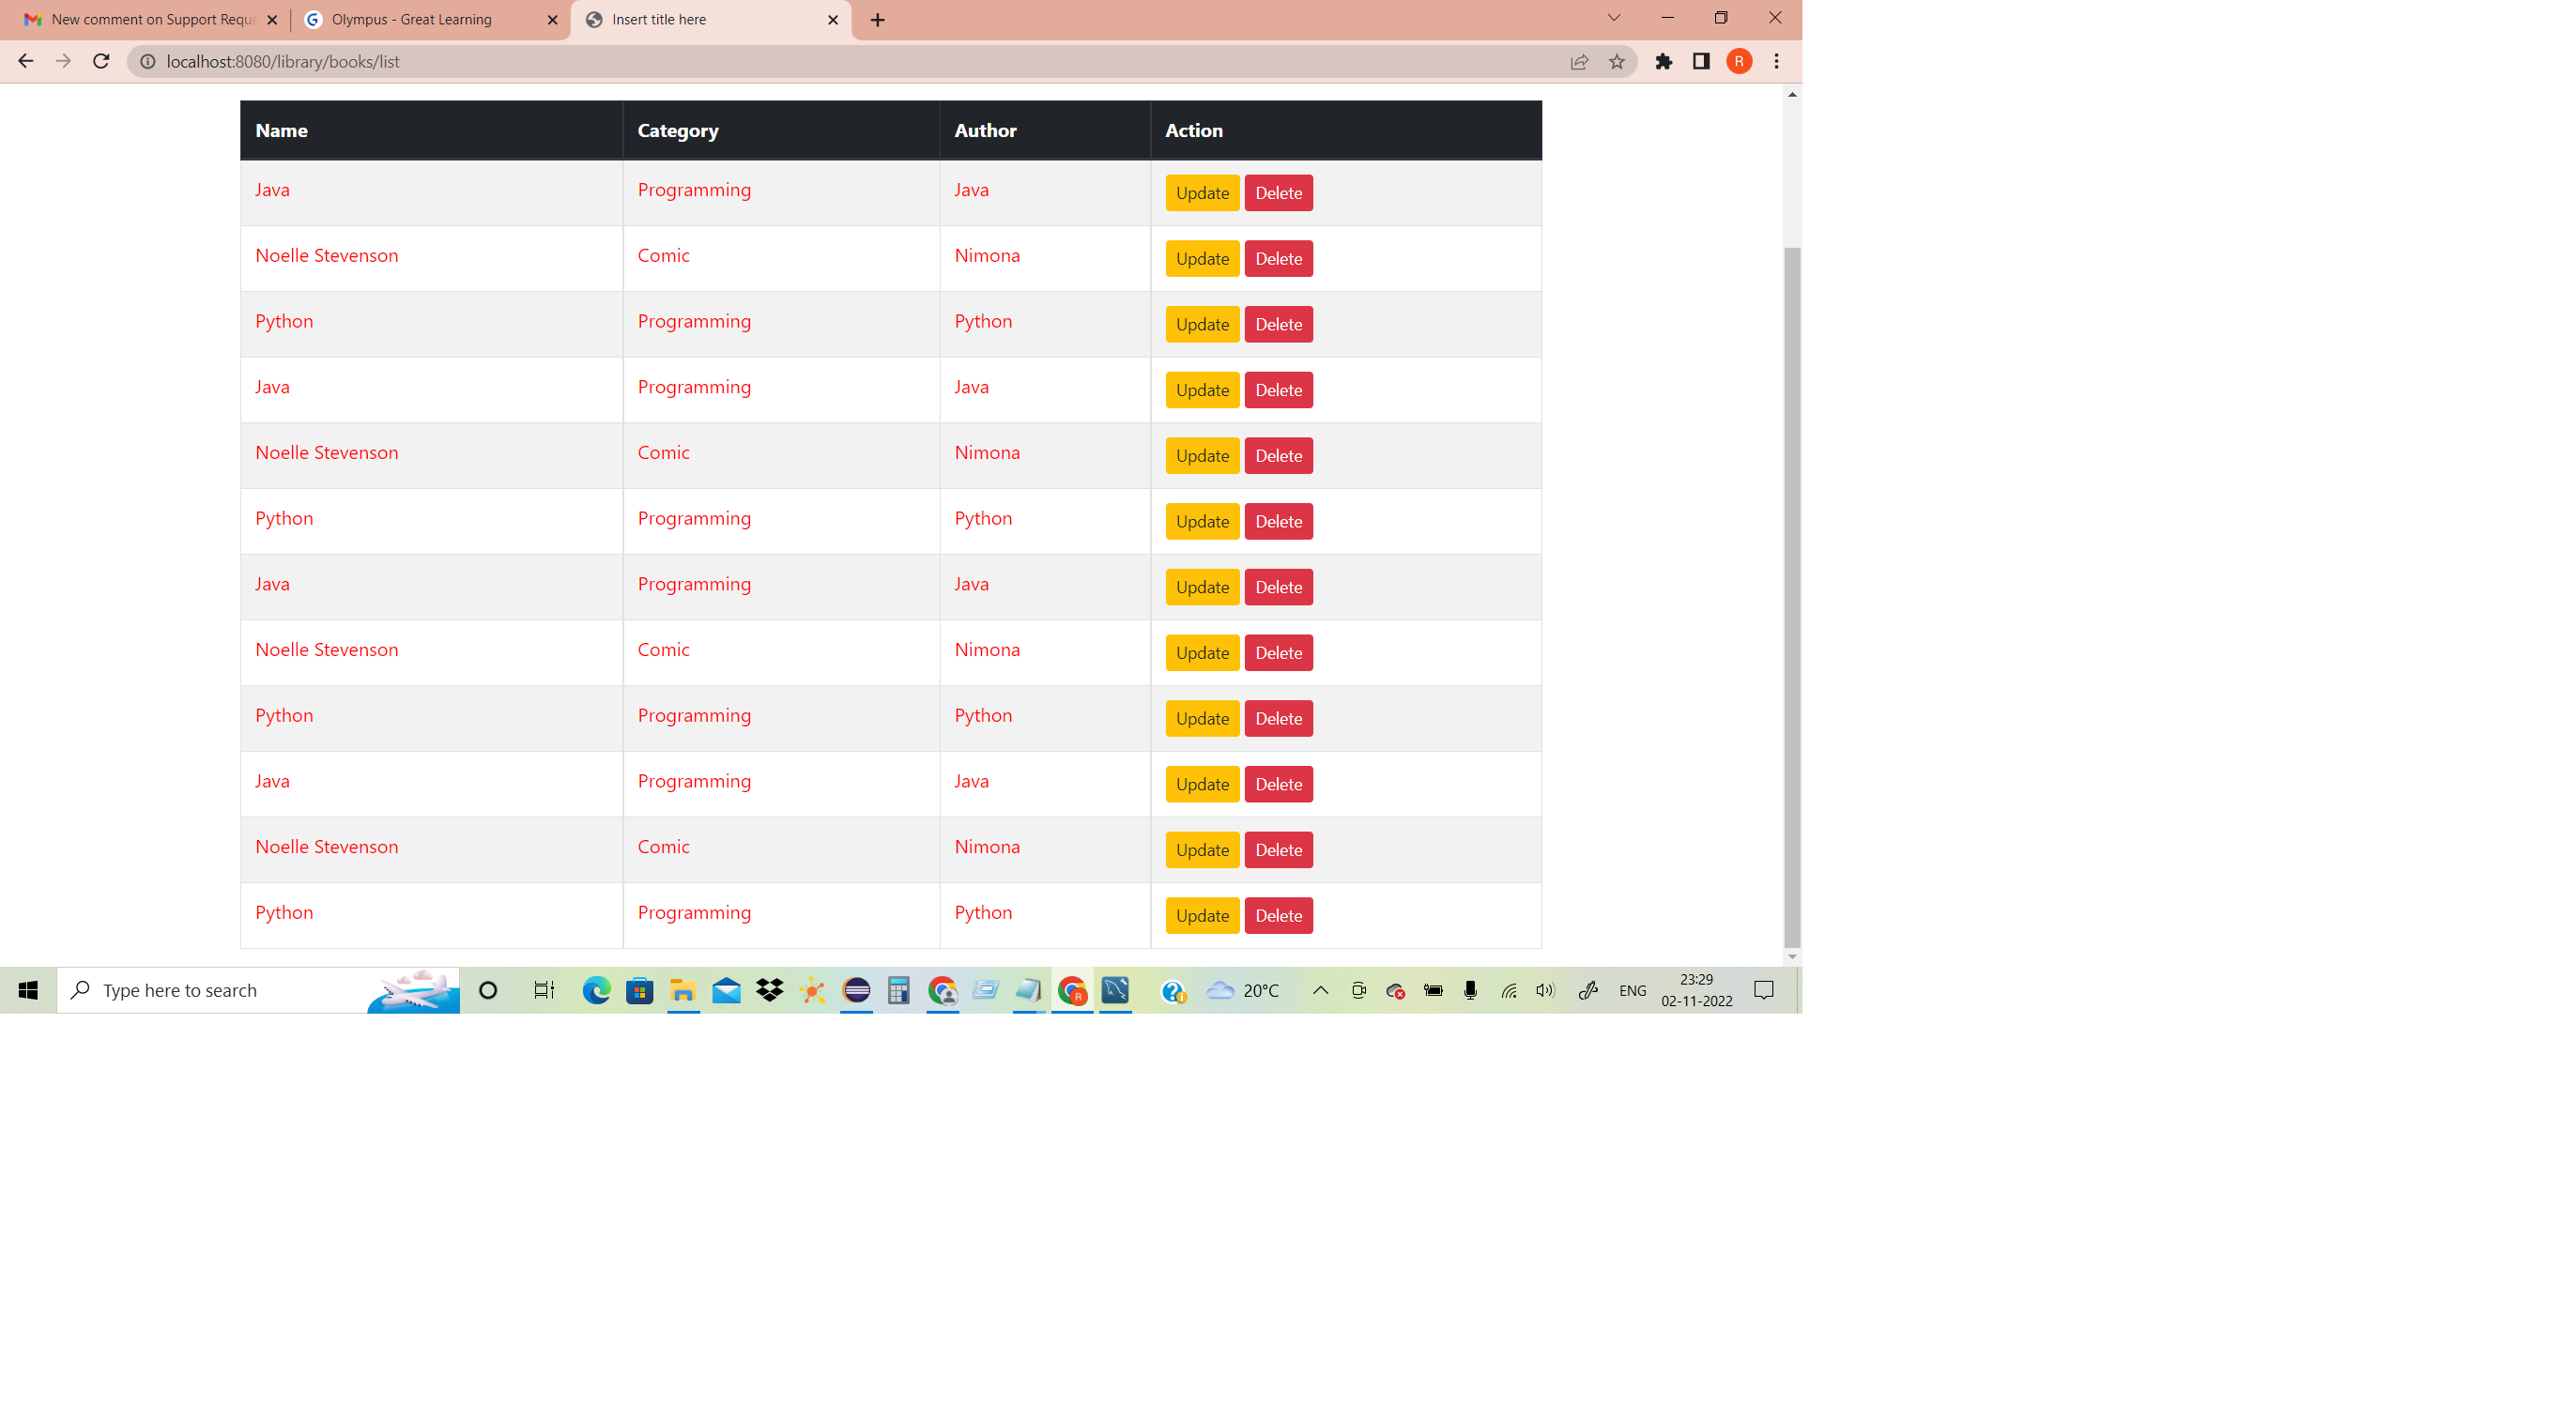 New comment on Support Reque
Olympus - Great Learning
Insert title here
localhost:8080/library/books/list
R
Name Category Author Action
Java Programming Java Update Delete
Noelle Stevenson Comic Nimona Update Delete
Python Programming Python Update Delete
Java Programming Java Update Delete
Noelle Stevenson Comic Nimona Update Delete
Python Programming Python Update Delete
Java Programming Java Update Delete
Noelle Stevenson Comic Nimona Update Delete
Python Programming Python Update Delete
Java Programming Java Update Delete
Noelle Stevenson Comic Nimona Update Delete
Python Programming Python Update Delete
Type here to search
20°C
ENG
23:29
02-11-2022